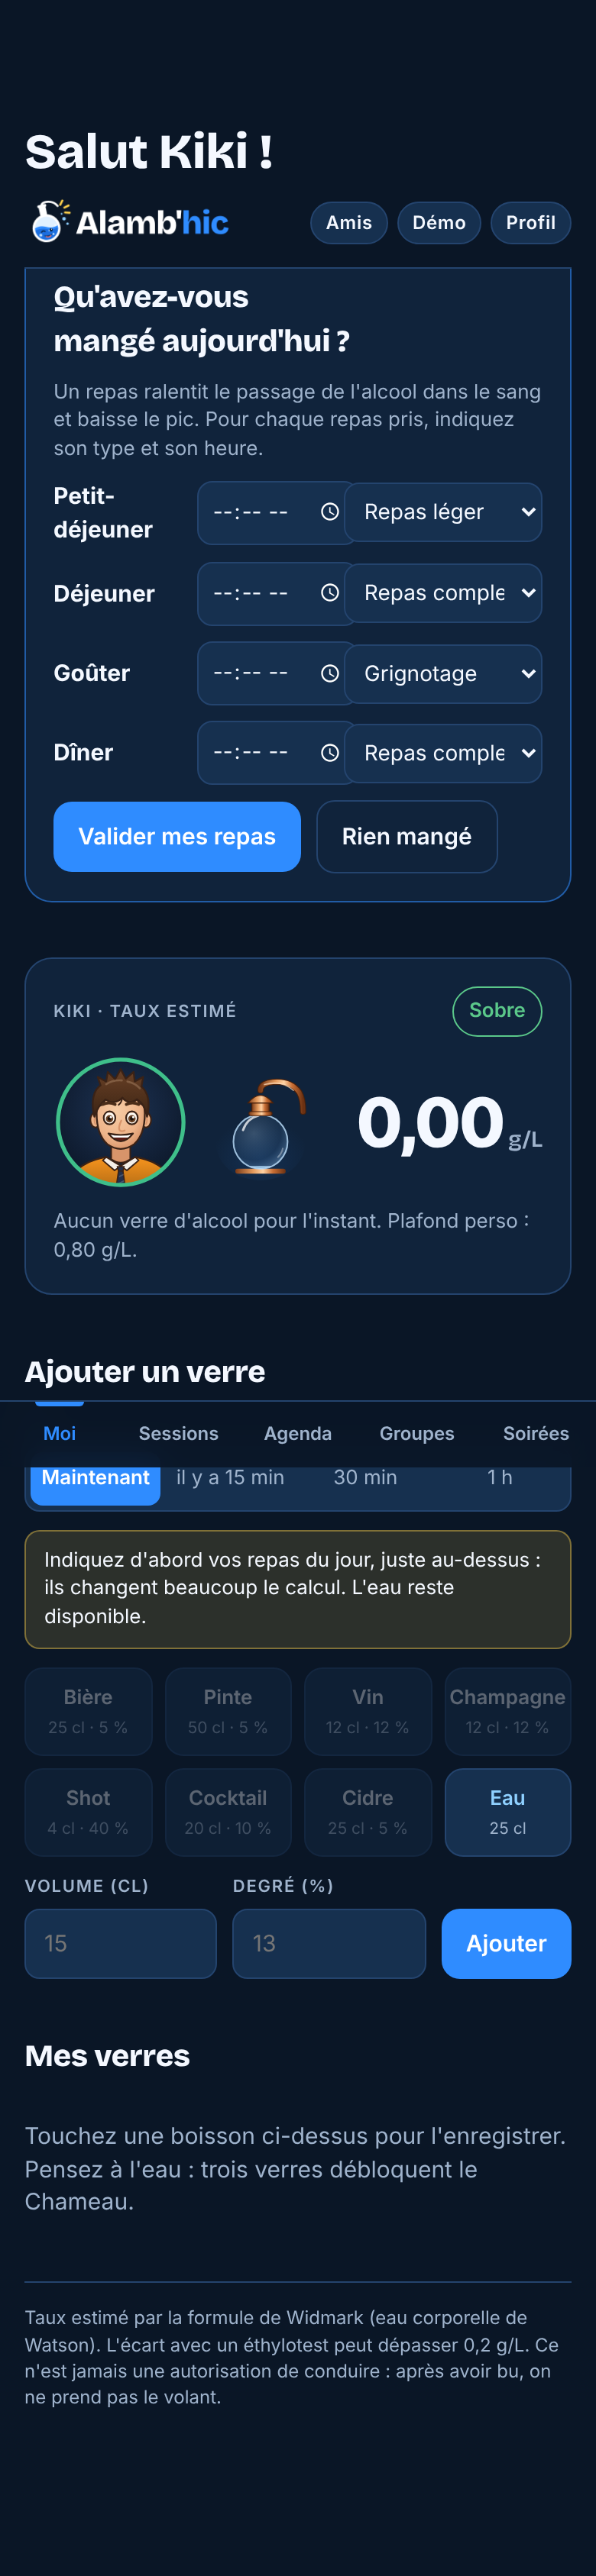 Salut Kiki !
Alamb'hic
Amis
Démo
Profil
Qu'avez-vous
mangé aujourd'hui ?
Un repas ralentit le passage de l'alcool dans le sang
et baisse le pic. Pour chaque repas pris, indiquez
son type et son heure.
Petit-
déjeuner
--:-- --
Repas léger
Déjeuner
--:-- --
Repas comple
Goûter
--:-- --
Grignotage
Dîner
--:-- --
Repas comple
Valider mes repas
Rien mangé
KIKI · TAUX ESTIMÉ
Sobre
0,00 g/L
Aucun verre d'alcool pour l'instant. Plafond perso :
0,80 g/L.
Ajouter un verre
Moi
Sessions
Agenda
Groupes
Soirées
Maintenant
il y a 15 min
30 min
1 h
Indiquez d'abord vos repas du jour, juste au-dessus :
ils changent beaucoup le calcul. L'eau reste
disponible.
Bière
25 cl · 5 %
Pinte
50 cl · 5 %
Vin
12 cl · 12 %
Champagne
12 cl · 12 %
Shot
4 cl · 40 %
Cocktail
20 cl · 10 %
Cidre
25 cl · 5 %
Eau
25 cl
VOLUME (CL)
DEGRÉ (%)
15
13
Ajouter
Mes verres
Touchez une boisson ci-dessus pour l'enregistrer.
Pensez à l'eau : trois verres débloquent le
Chameau.
Taux estimé par la formule de Widmark (eau corporelle de
Watson). L'écart avec un éthylotest peut dépasser 0,2 g/L. Ce
n'est jamais une autorisation de conduire : après avoir bu, on
ne prend pas le volant.